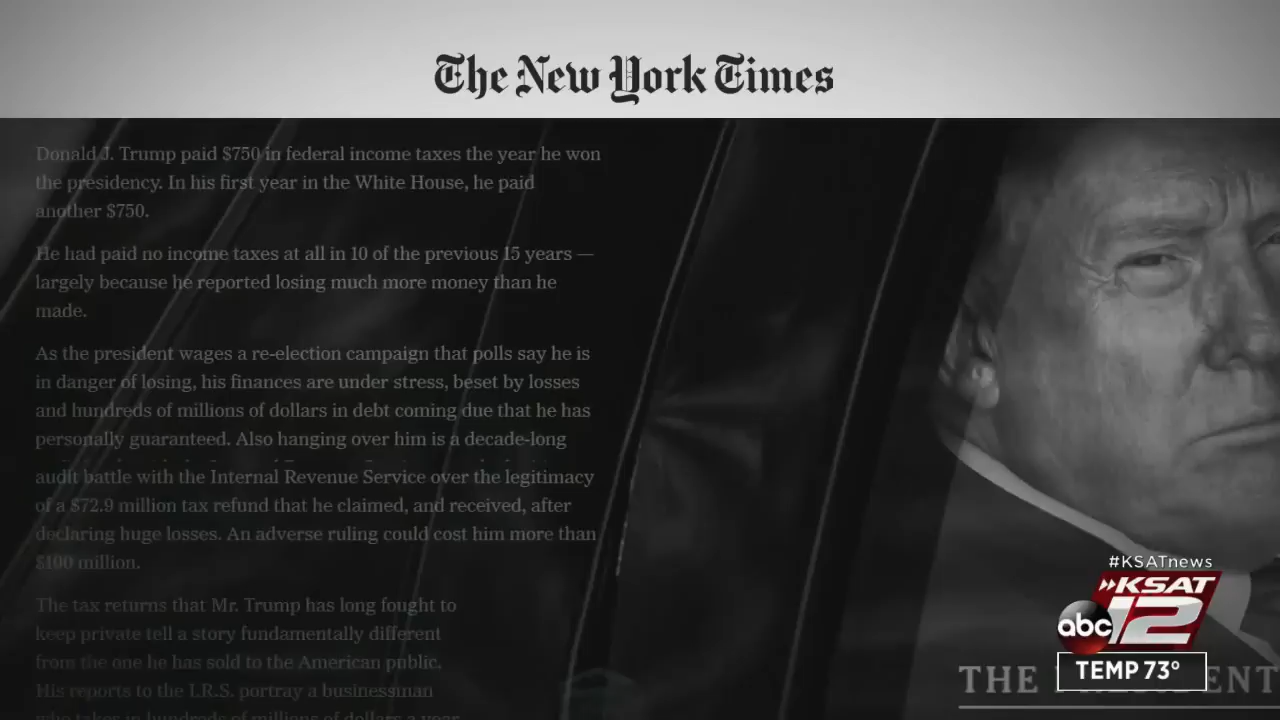 The New York Times
Donald J. Trump paid $750 in federal income taxes the year he won
the presidency. In his first year in the White House, he paid
another $750.
He had paid no income taxes at all in 10 of the previous 15 years —
largely because he reported losing much more money than he
made.
As the president wages a re-election campaign that polls say he is
in danger of losing, his finances are under stress, beset by losses
and hundreds of millions of dollars in debt coming due that he has
personally guaranteed. Also hanging over him is a decade-long
audit battle with the Internal Revenue Service over the legitimacy
of a $72.9 million tax refund that he claimed, and received, after
declaring huge losses. An adverse ruling could cost him more than
$100 million.
The tax returns that Mr. Trump has long fought to
keep private tell a story fundamentally different
from the one he has sold to the American public.
His reports to the I.R.S. portray a businessman
who takes in hundreds of millions of dollars a year
#KSATnews
KSAT
abc 12
TEMP 73°
THE